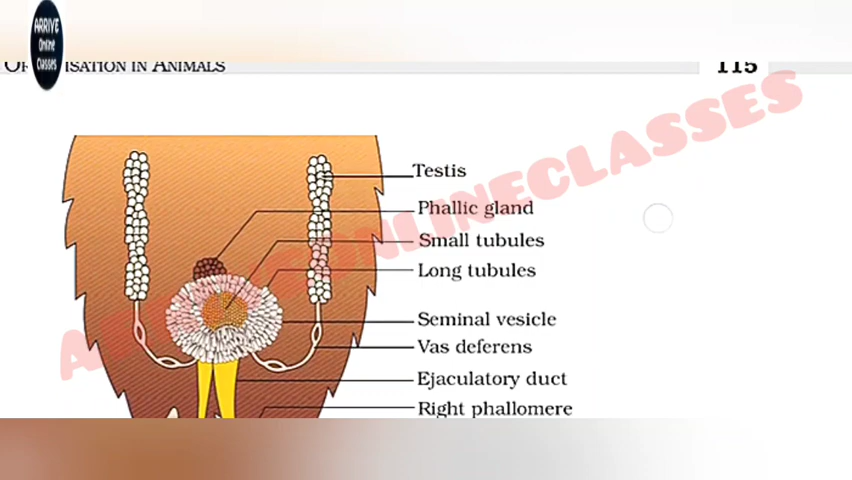 ARRIVE
Online
Classes
ISATION IN ANIMALS
115
Testis
Phallic gland
Small tubules
Long tubules
Seminal vesicle
Vas deferens
Ejaculatory duct
Right phallomere
ONLINECLASSES